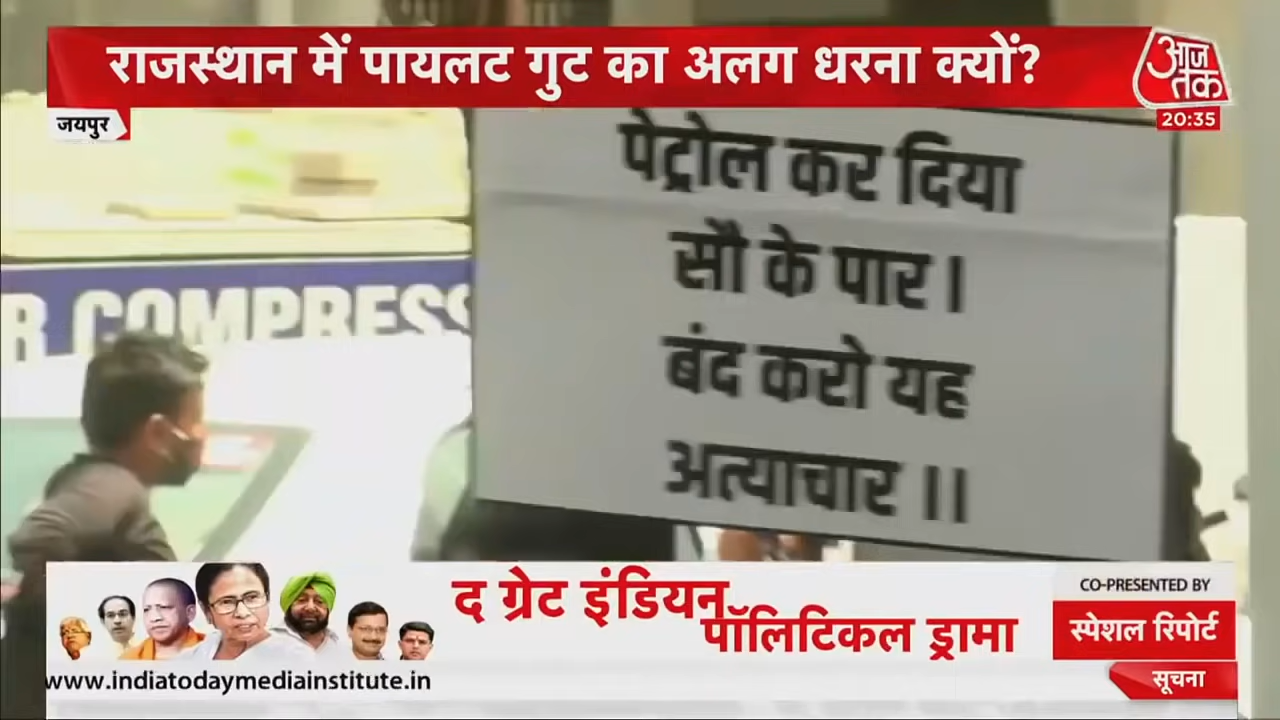 राजस्थान में पायलट गुट का अलग धरना क्यों?
आज
तक
20:35
जयपुर
पेट्रोल कर दिया
सौ के पार।
बंद करो यह
अत्याचार ।।
R COMPRESS
द ग्रेट इंडियन
पॉलिटिकल ड्रामा
CO-PRESENTED BY
स्पेशल रिपोर्ट
www.indiatodaymediainstitute.in
सूचना